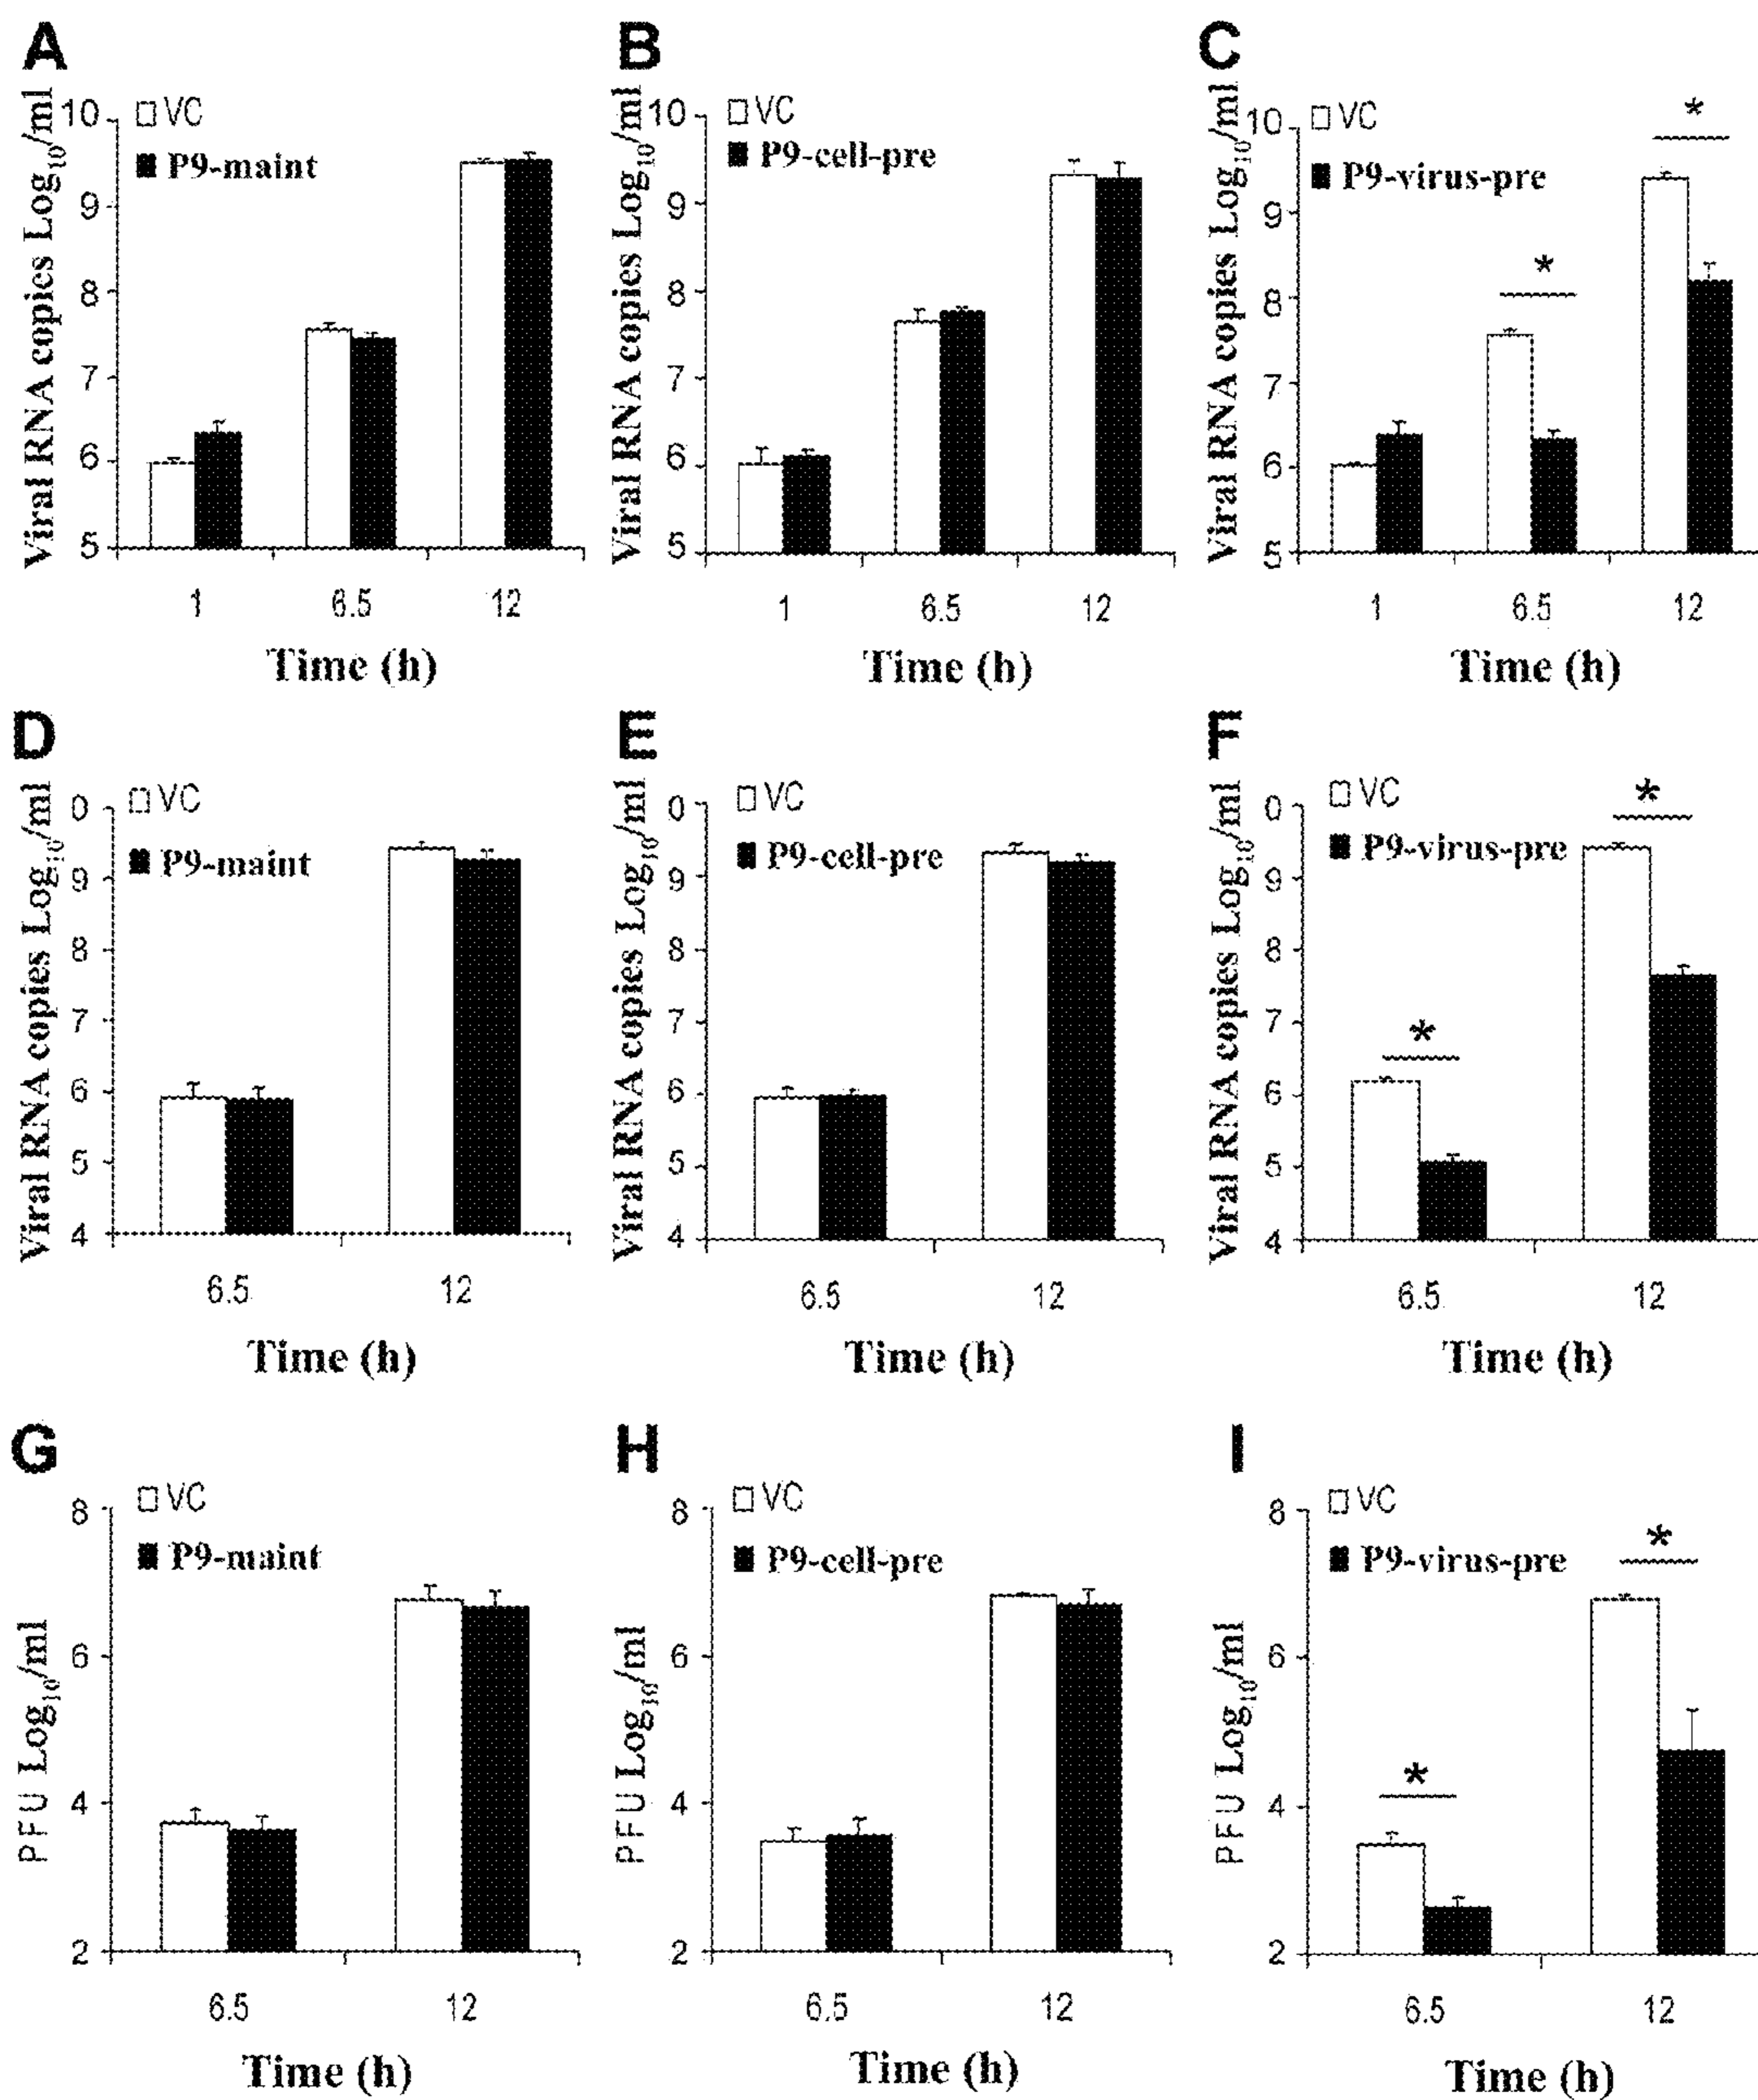 A
Viral RNA copies Log10/ml
10
9
8
7
6
5
VC
P9-maint
1
6.5
12
Time (h)
B
Viral RNA copies Log10/ml
10
9
8
7
6
5
VC
P9-cell-pre
1
6.5
12
Time (h)
C
Viral RNA copies Log10/ml
10
9
8
7
6
5
VC
P9-virus-pre
*
*
1
6.5
12
Time (h)
D
Viral RNA copies Log10/ml
0
9
8
7
6
5
4
VC
P9-maint
6.5
12
Time (h)
E
Viral RNA copies Log10/ml
0
9
8
7
6
5
4
VC
P9-cell-pre
6.5
12
Time (h)
F
Viral RNA copies Log10/ml
0
9
8
7
6
5
4
VC
P9-virus-pre
*
*
6.5
12
Time (h)
G
PFU Log10/ml
8
6
4
2
VC
P9-maint
6.5
12
Time (h)
H
PFU Log10/ml
8
6
4
2
VC
P9-cell-pre
6.5
12
Time (h)
I
PFU Log10/ml
8
6
4
2
VC
P9-virus-pre
*
*
6.5
12
Time (h)